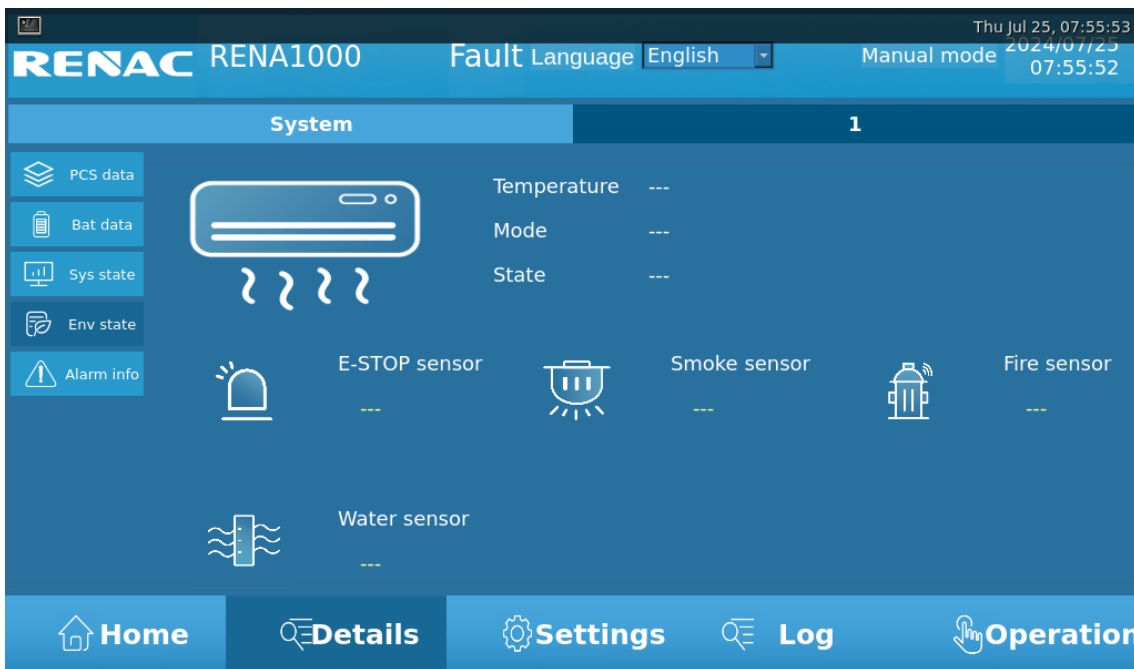 Thu Jul 25, 07:55:53
RENAC RENA1000 Fault Language English Manual mode 2024/07/25
07:55:52
System 1
PCS data
Bat data
Sys state
Env state
Alarm info
Temperature ---
Mode ---
State ---
E-STOP sensor Smoke sensor Fire sensor
--- --- ---
Water sensor
---
Home Details Settings Log Operation